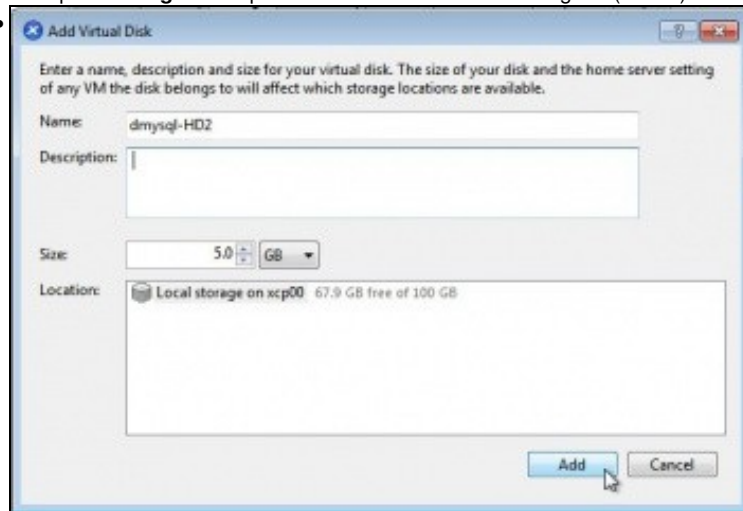 Add Virtual Disk
Enter a name, description and size for your virtual disk. The size of your disk and the home server setting
of any VM the disk belongs to will affect which storage locations are available.
Name: dmysql-HD2
Description:
Size: 5.0 GB
Location: Local storage on xcp00 67.9 GB free of 100 GB
Add Cancel